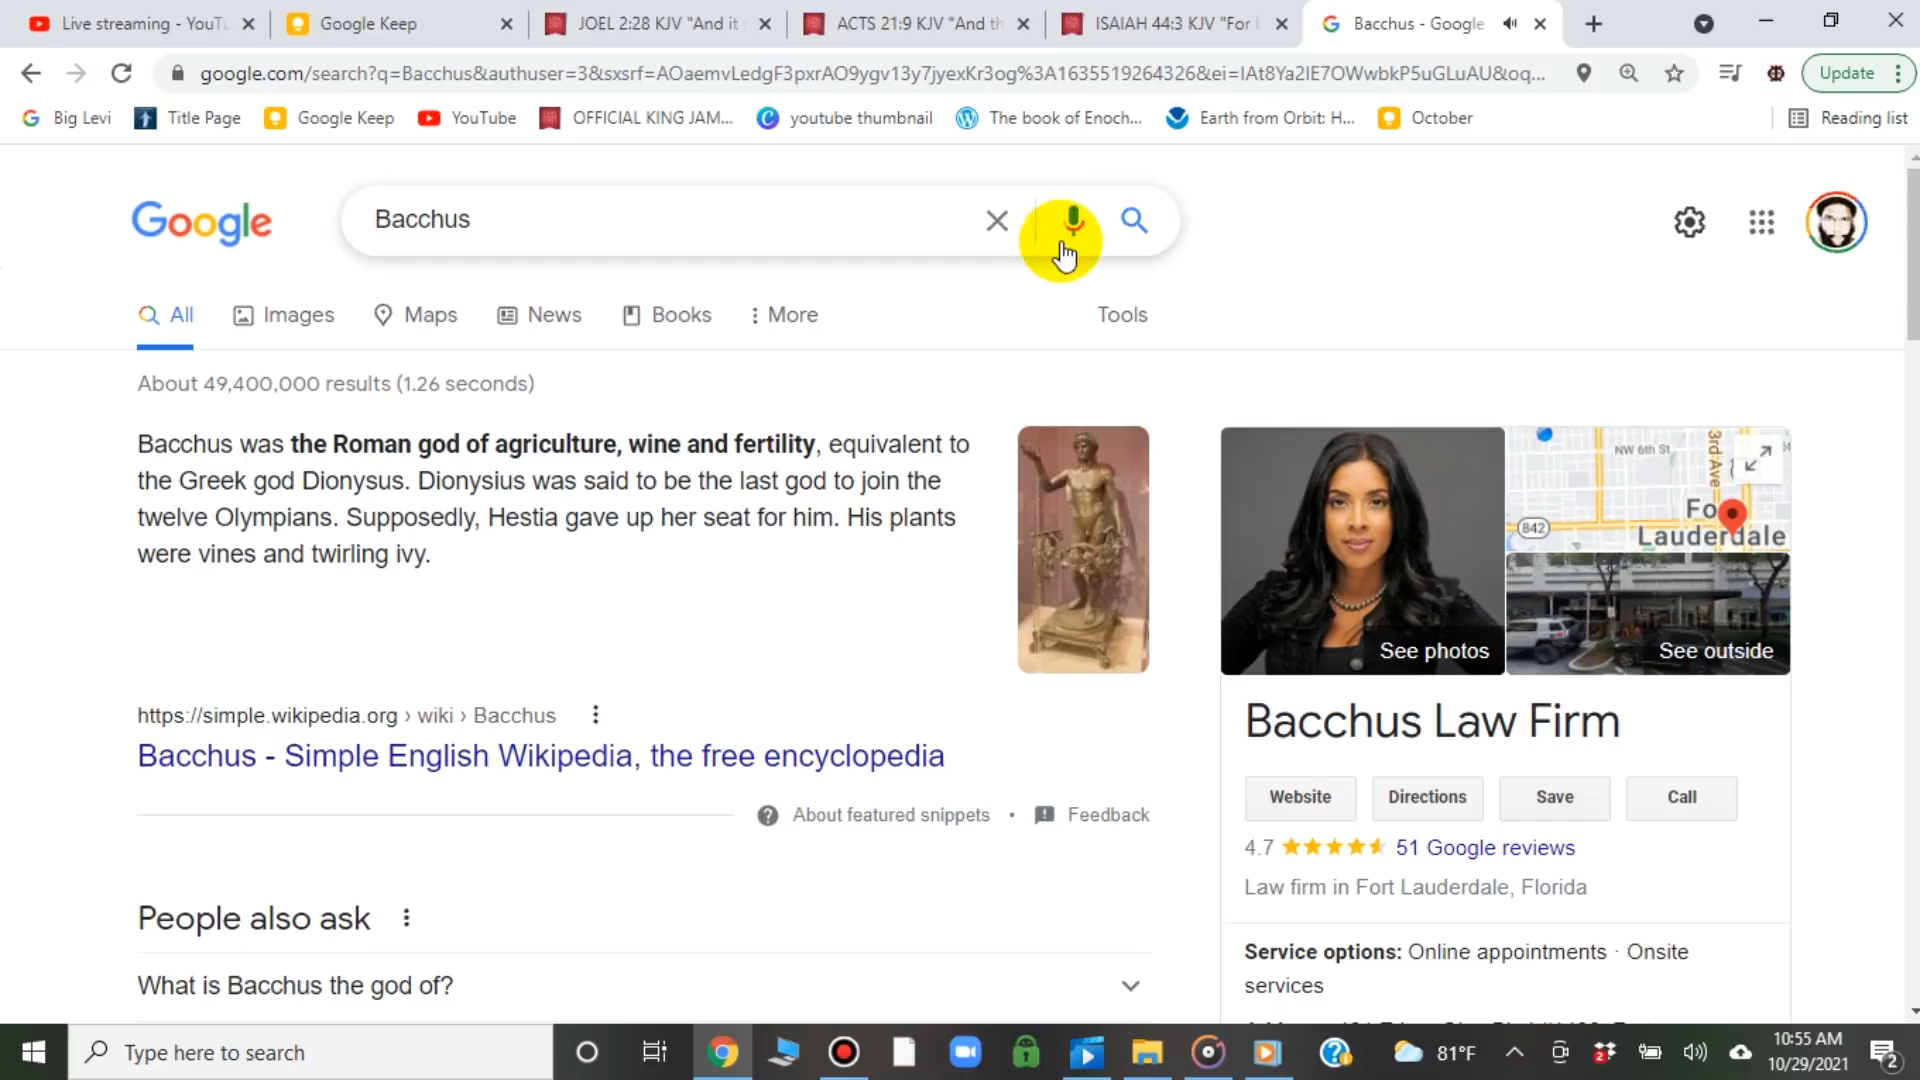 Live streaming - YouTu
Google Keep
JOEL 2:28 KJV "And it s
ACTS 21:9 KJV "And th
ISAIAH 44:3 KJV "For I
Bacchus - Google
google.com/search?q=Bacchus&authuser=3&sxsrf=AOaemvLedgF3pxrAO9ygv13y7jyexKr3og%3A1635519264326&ei=IAt8Ya2IE7OWwbkP5uGLuAU&oq...
Update
Big Levi
Title Page
Google Keep
YouTube
OFFICIAL KING JAM...
youtube thumbnail
The book of Enoch...
Earth from Orbit: H...
October
Reading list
Google
Bacchus
All
Images
Maps
News
Books
More
Tools
About 49,400,000 results (1.26 seconds)
Bacchus was the Roman god of agriculture, wine and fertility, equivalent to
the Greek god Dionysus. Dionysius was said to be the last god to join the
twelve Olympians. Supposedly, Hestia gave up her seat for him. His plants
were vines and twirling ivy.
https://simple.wikipedia.org › wiki › Bacchus
Bacchus - Simple English Wikipedia, the free encyclopedia
About featured snippets • Feedback
People also ask
What is Bacchus the god of?
NW 6th St
3rd Ave
842
Fo
Lauderdale
See photos
See outside
Bacchus Law Firm
Website
Directions
Save
Call
4.7
51 Google reviews
Law firm in Fort Lauderdale, Florida
Service options: Online appointments · Onsite
services
Type here to search
81°F
10:55 AM
10/29/2021
2